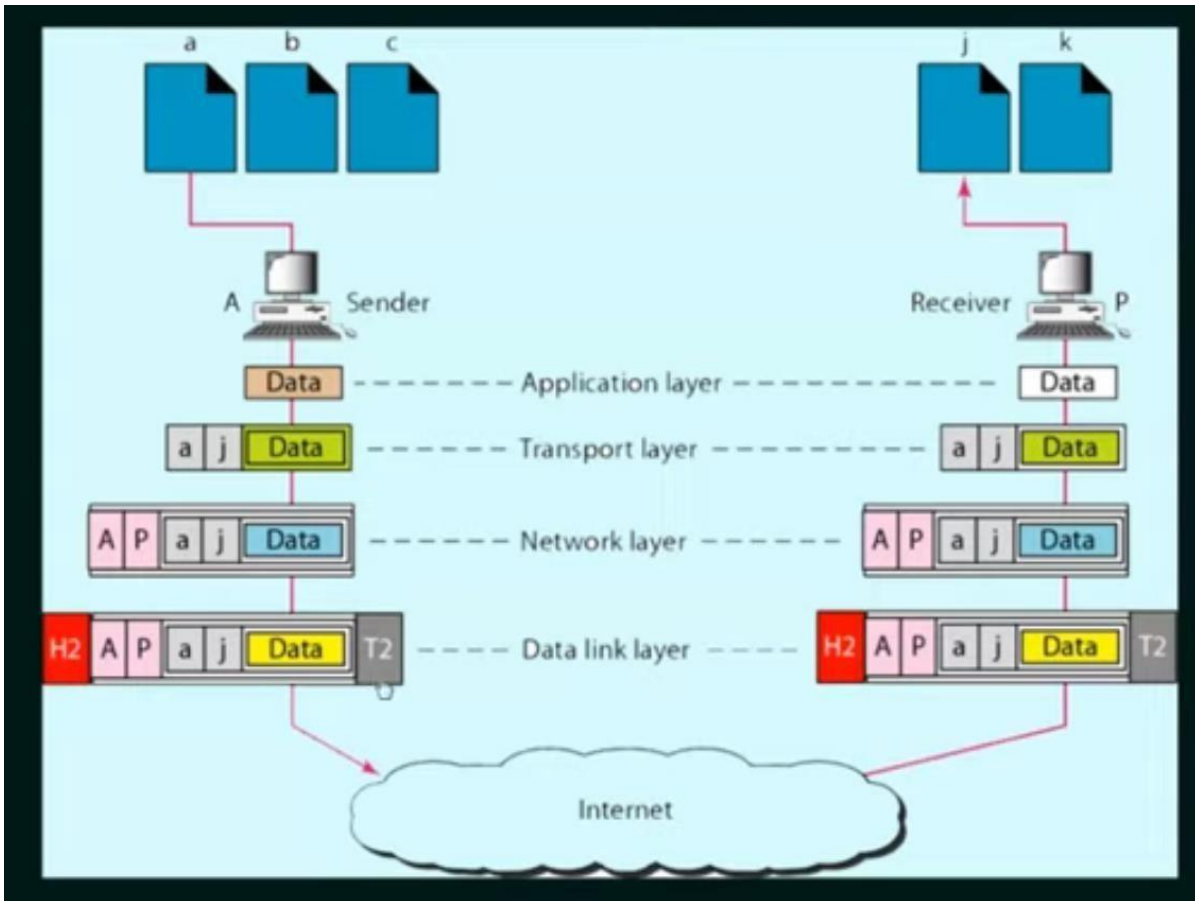 a b c j k
A Sender Receiver P
Data Application layer Data
a j Data Transport layer a j Data
A P a j Data Network layer A P a j Data
H2 A P a j Data T2 Data link layer H2 A P a j Data T2
Internet